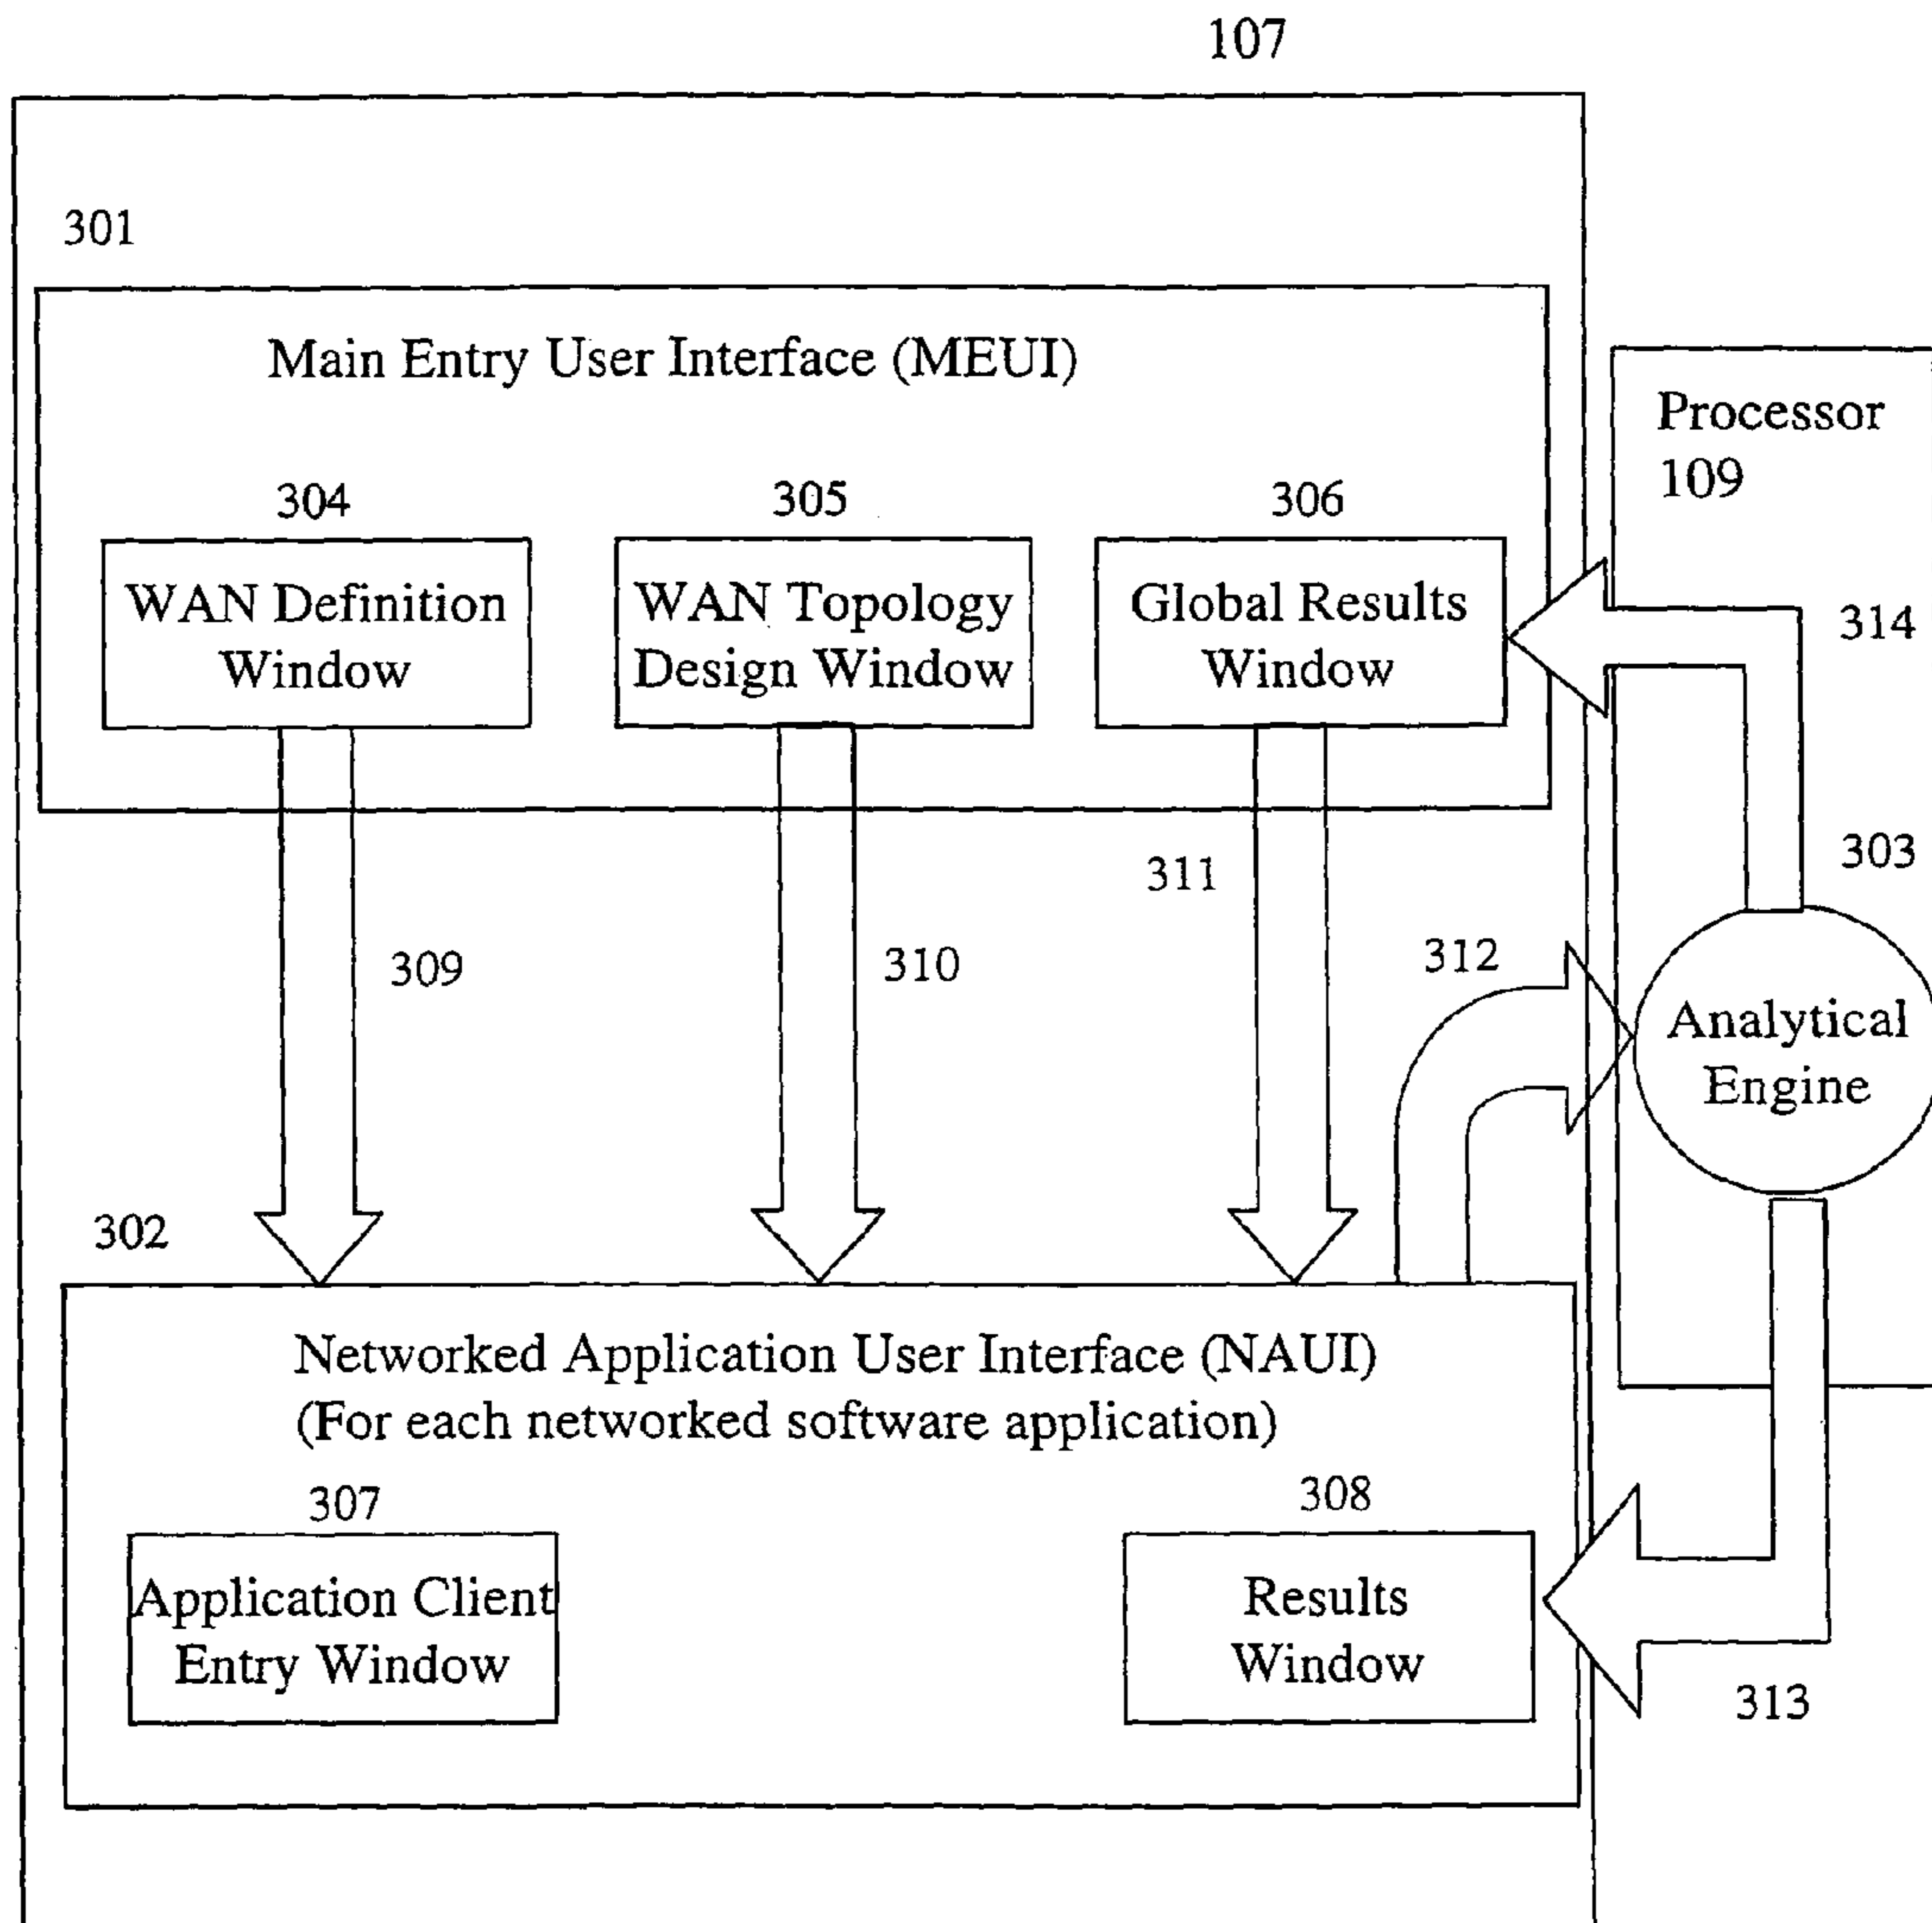 107
301
Main Entry User Interface (MEUI)
Processor
109
304
305
306
WAN Definition
Window
WAN Topology
Design Window
Global Results
Window
314
303
311
309
310
312
Analytical
Engine
302
Networked Application User Interface (NAUI)
(For each networked software application)
307
308
Application Client
Entry Window
Results
Window
313